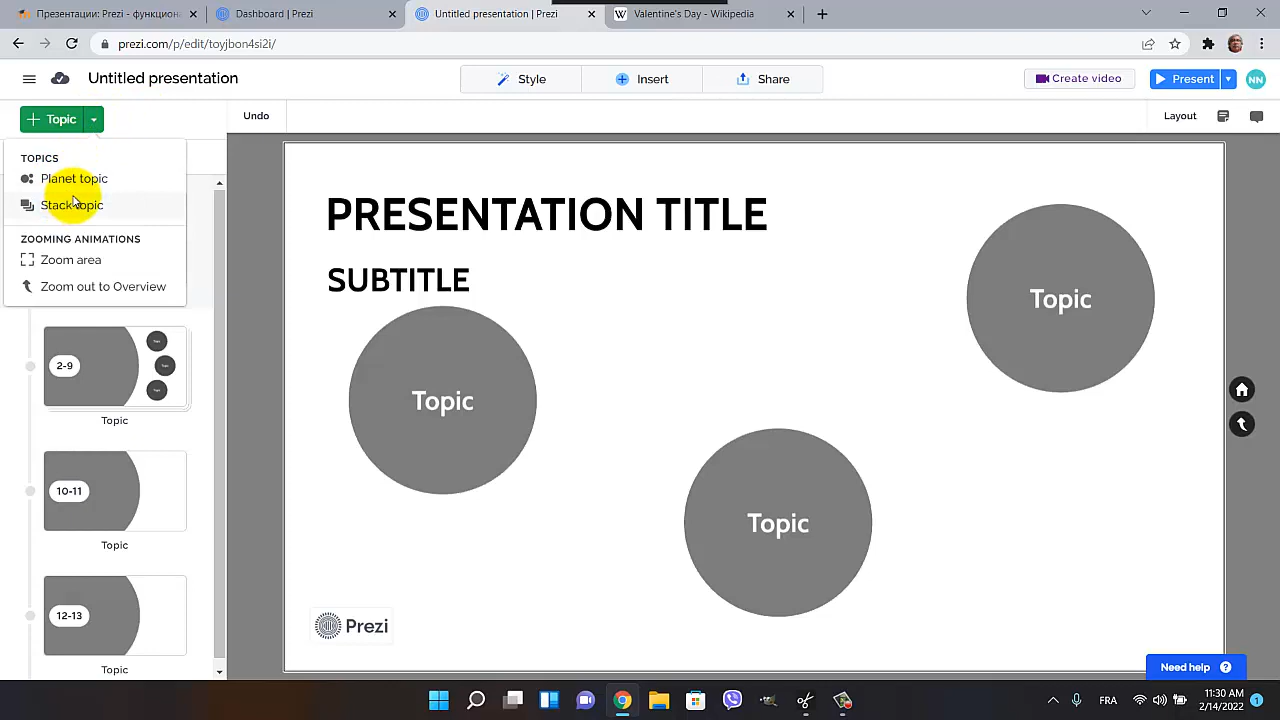 Презентации: функциона
Dashboard | Prezi
Untitled presentation | Prezi
Valentine's Day - Wikipedia
prezi.com/p/edit/toyjbon4si2i/
Untitled presentation
Style
Insert
Share
Create video
Present
NN
Topic
Undo
Layout
TOPICS
Planet topic
Stack topic
ZOOMING ANIMATIONS
Zoom area
Zoom out to Overview
2-9
Topic
10-11
Topic
12-13
Topic
PRESENTATION TITLE
SUBTITLE
Topic
Topic
Topic
Prezi
Need help ?
FRA
11:30 AM
2/14/2022
1